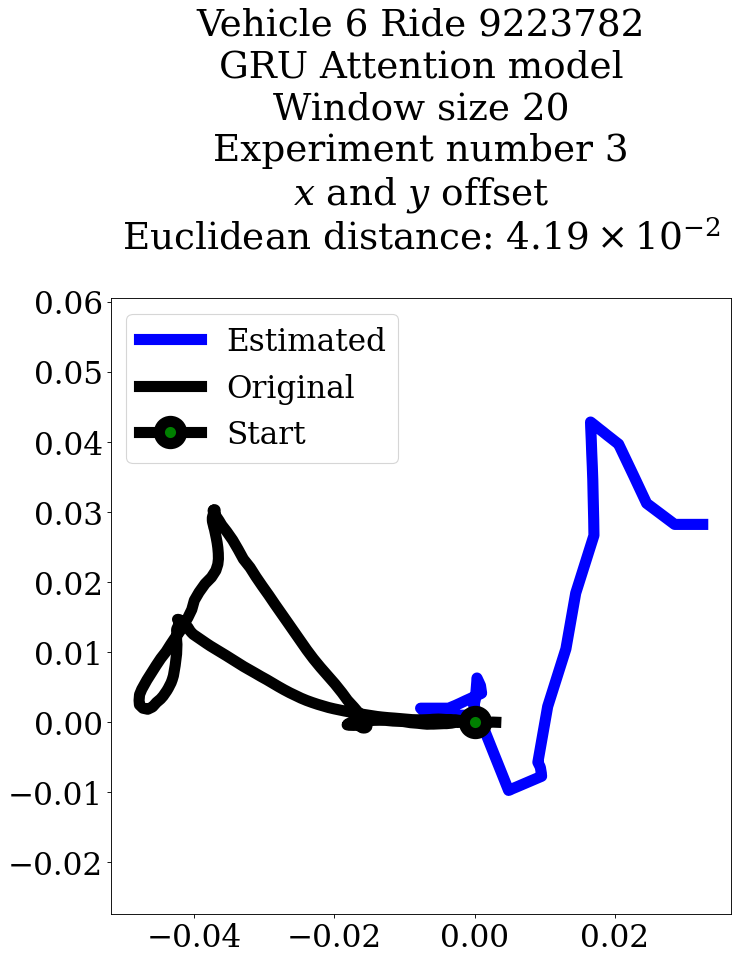 Vehicle 6 Ride 9223782
GRU Attention model
Window size 20
Experiment number 3
x and y offset
Euclidean distance: 4.19 × 10⁻²
0.06
0.05
0.04
0.03
0.02
0.01
0.00
−0.01
−0.02
Estimated
Original
Start
−0.04 −0.02 0.00 0.02